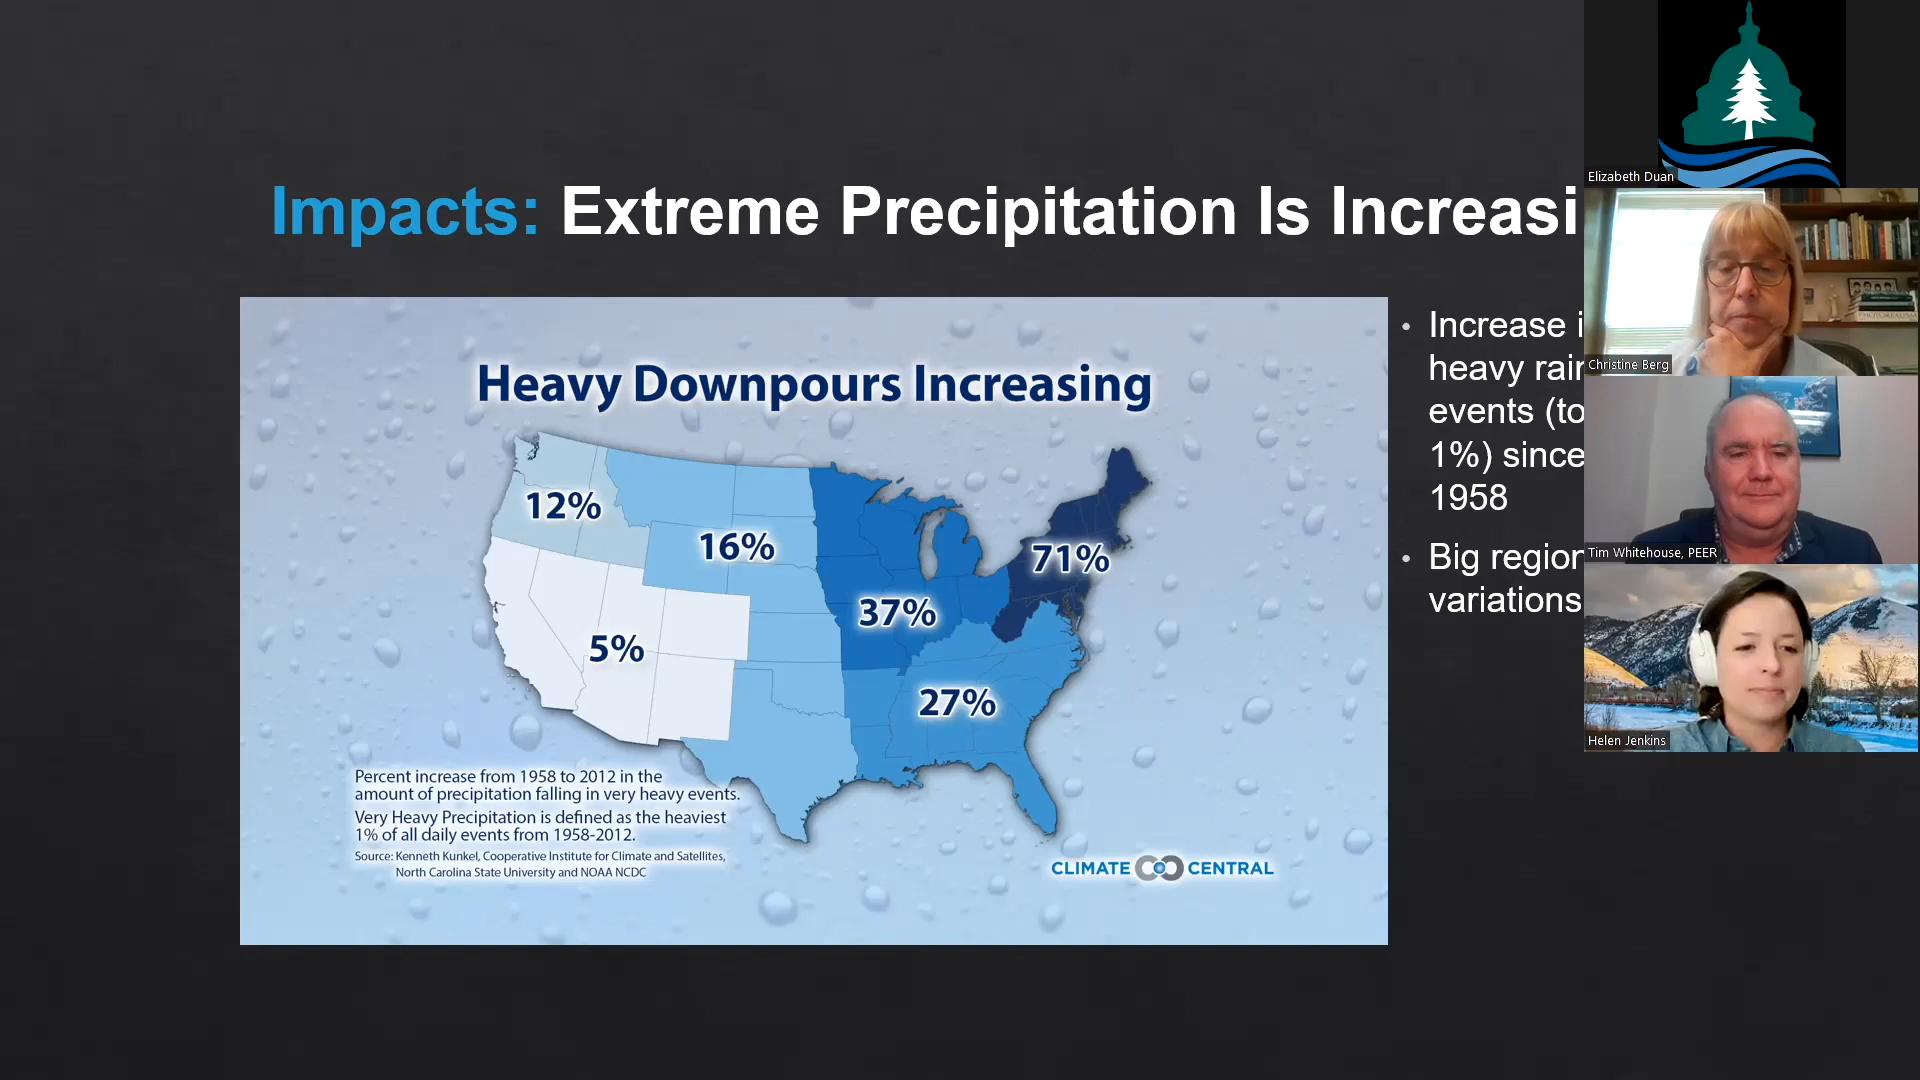 Impacts: Extreme Precipitation Is Increasi
Heavy Downpours Increasing
12%
16%
71%
37%
5%
27%
Percent increase from 1958 to 2012 in the
amount of precipitation falling in very heavy events.
Very Heavy Precipitation is defined as the heaviest
1% of all daily events from 1958-2012.
Source: Kenneth Kunkel, Cooperative Institute for Climate and Satellites,
North Carolina State University and NOAA NCDC
CLIMATE CENTRAL
• Increase i
heavy rain
events (to
1%) since
1958
• Big region
variations
Elizabeth Duan
Christine Berg
PHOTOREALISM
Tim Whitehouse, PEER
Helen Jenkins